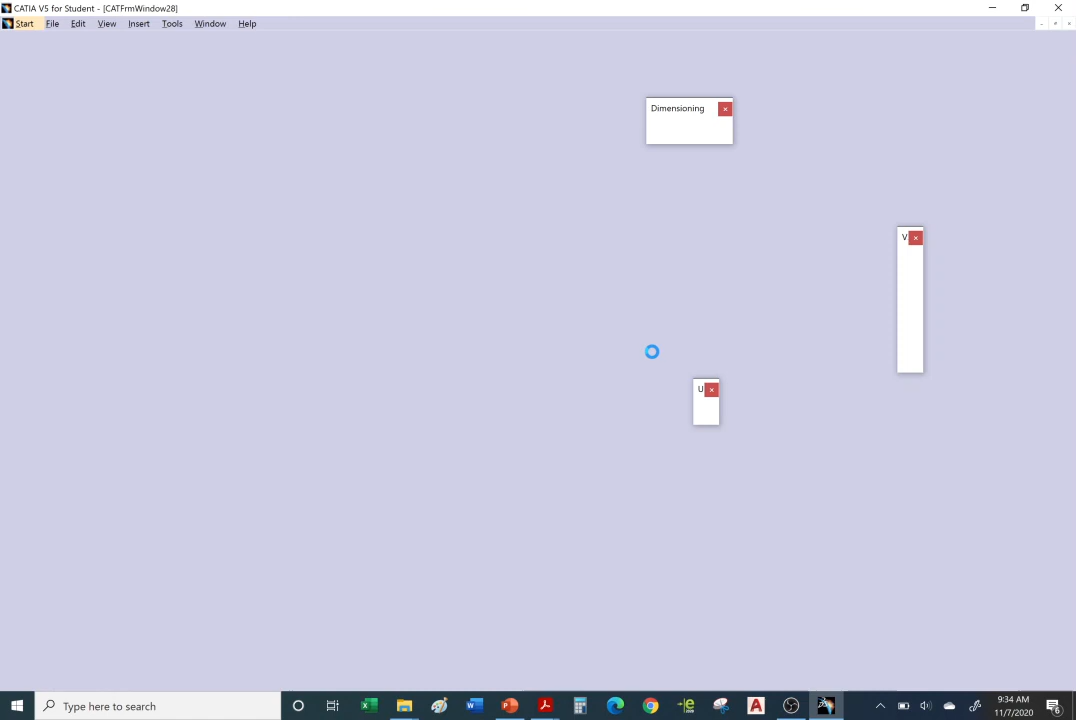 CATIA V5 for Student - [CATFrmWindow28]
Start File Edit View Insert Tools Window Help
Dimensioning
V
U
Type here to search
9:34 AM
11/7/2020
6